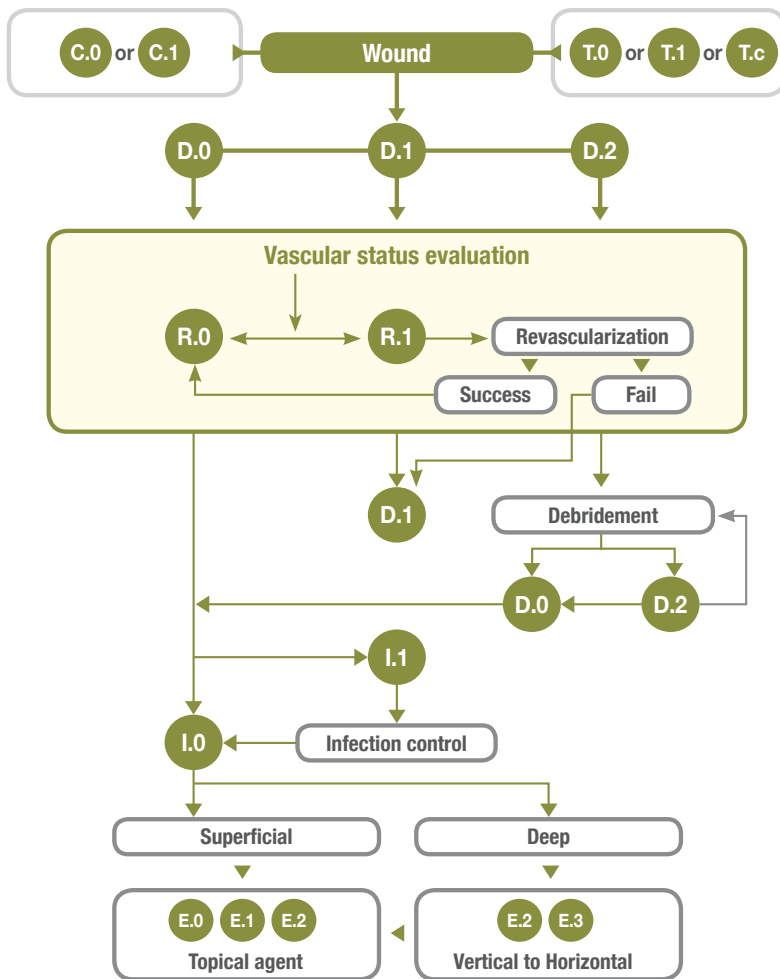 C.0 or C.1 Wound T.0 or T.1 or T.c
D.0 D.1 D.2
Vascular status evaluation
R.0 R.1 Revascularization
Success Fail
D.1 Debridement
D.0 D.2
I.1
I.0 Infection control
Superficial Deep
E.0 E.1 E.2 E.2 E.3
Topical agent Vertical to Horizontal